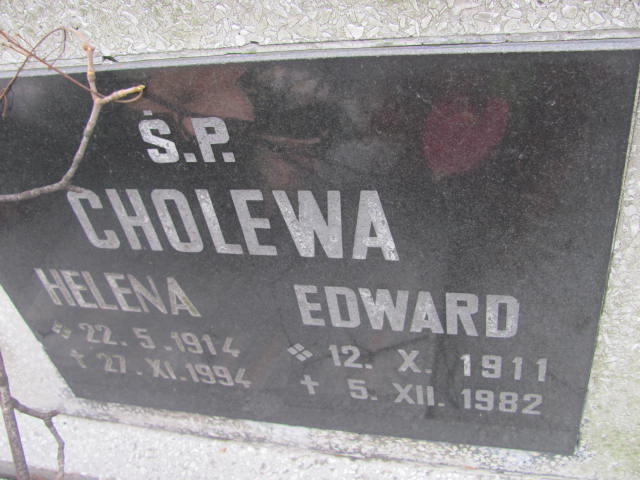 Ś.P.
CHOLEWA
HELENA
22.5.1914
† 27.XI.1994
EDWARD
12. X. 1911
† 5. XII. 1982